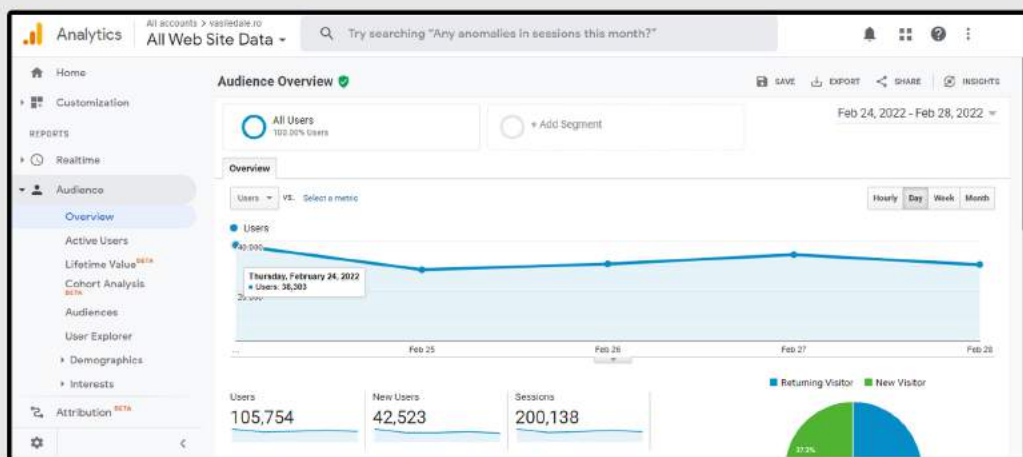 Analytics
All accounts > vasiledale.ro
All Web Site Data
Try searching "Any anomalies in sessions this month?"
Home
Customization
REPORTS
Realtime
Audience
Overview
Active Users
Lifetime Value BETA
Cohort Analysis
BETA
Audiences
User Explorer
Demographics
Interests
Attribution BETA
Audience Overview
SAVE
EXPORT
SHARE
INSIGHTS
All Users
100.00% Users
+ Add Segment
Feb 24, 2022 - Feb 28, 2022
Overview
Users
VS.
Select a metric
Hourly
Day
Week
Month
Users
40,000
Thursday, February 24, 2022
Users: 38,303
20,000
...
Feb 25
Feb 26
Feb 27
Feb 28
Users
105,754
New Users
42,523
Sessions
200,138
Returning Visitor
New Visitor
27.2%